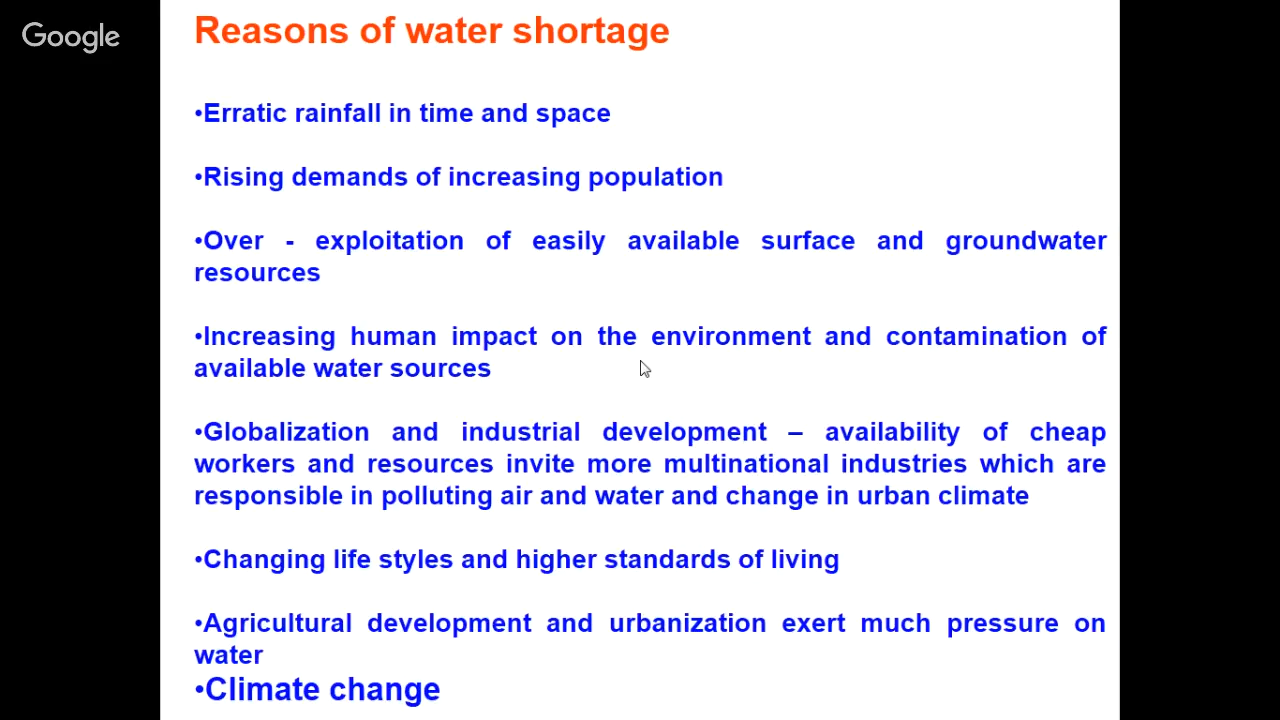 Google
Reasons of water shortage
•Erratic rainfall in time and space
•Rising demands of increasing population
•Over - exploitation of easily available surface and groundwater
resources
•Increasing human impact on the environment and contamination of
available water sources
•Globalization and industrial development – availability of cheap
workers and resources invite more multinational industries which are
responsible in polluting air and water and change in urban climate
•Changing life styles and higher standards of living
•Agricultural development and urbanization exert much pressure on
water
•Climate change